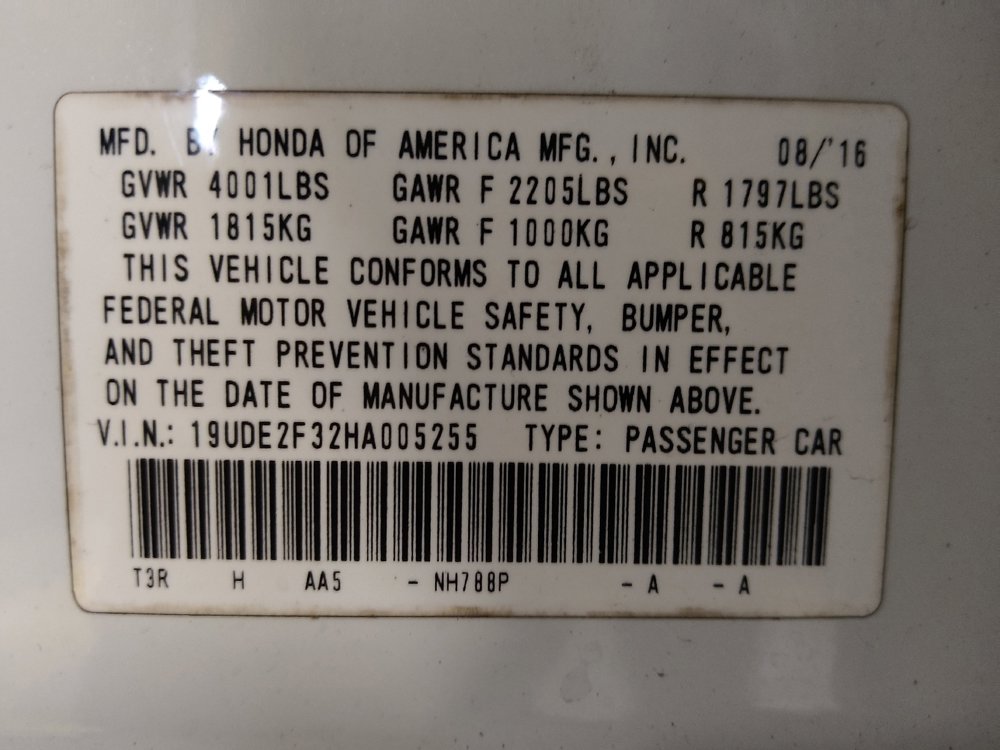 MFD. BY HONDA OF AMERICA MFG., INC. 08/'16
GVWR 4001LBS GAWR F 2205LBS R 1797LBS
GVWR 1815KG GAWR F 1000KG R 815KG
THIS VEHICLE CONFORMS TO ALL APPLICABLE
FEDERAL MOTOR VEHICLE SAFETY, BUMPER,
AND THEFT PREVENTION STANDARDS IN EFFECT
ON THE DATE OF MANUFACTURE SHOWN ABOVE.
V.I.N.: 19UDE2F32HA005255 TYPE: PASSENGER CAR
T3R H AA5 - NH788P - A - A